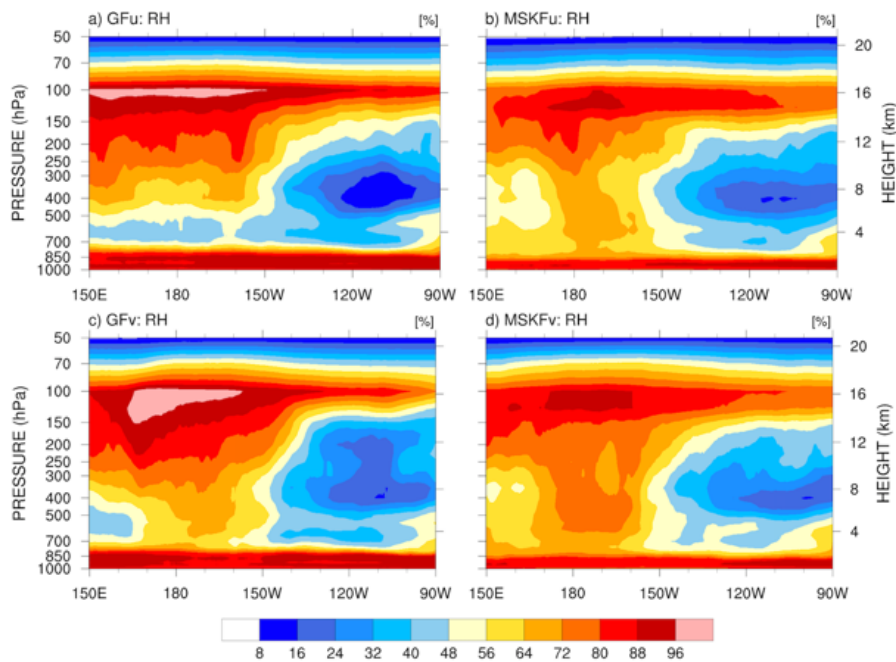 a) GFu: RH [%]
b) MSKFu: RH [%]
PRESSURE (hPa)
50
70
100
150
200
250
300
400
500
700
850
1000
150E 180 150W 120W 90W
20
16
12
8
4
HEIGHT (km)
150E 180 150W 120W 90W
c) GFv: RH [%]
d) MSKFv: RH [%]
PRESSURE (hPa)
50
70
100
150
200
250
300
400
500
700
850
1000
150E 180 150W 120W 90W
20
16
12
8
4
HEIGHT (km)
150E 180 150W 120W 90W
8 16 24 32 40 48 56 64 72 80 88 96